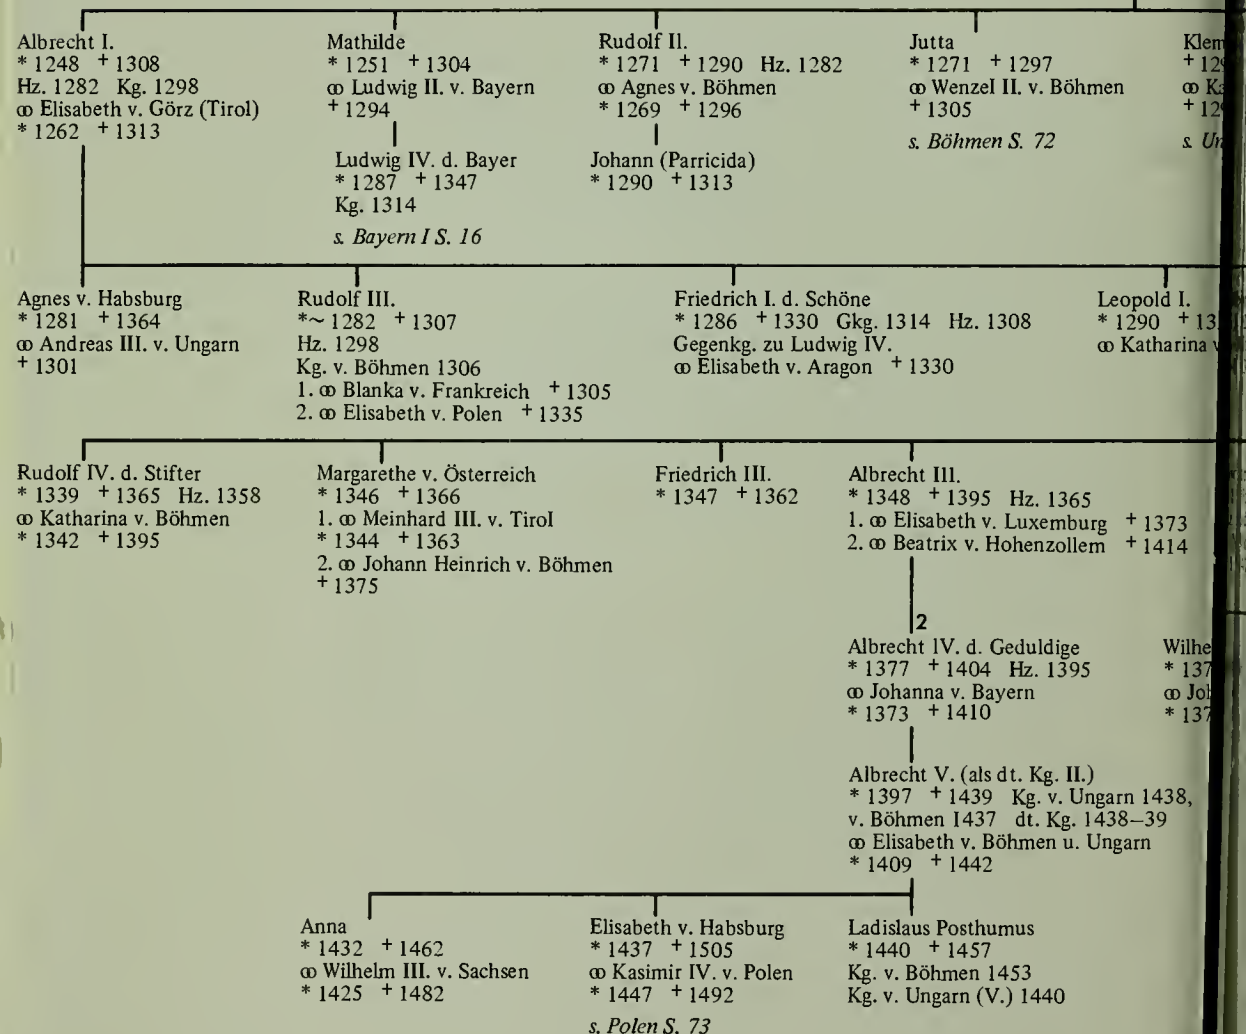 Albrecht I.
* 1248 + 1308
Hz. 1282 Kg. 1298
⚭ Elisabeth v. Görz (Tirol)
* 1262 + 1313
Mathilde
* 1251 + 1304
⚭ Ludwig II. v. Bayern
+ 1294
Ludwig IV. d. Bayer
* 1287 + 1347
Kg. 1314
s. Bayern I S. 16
Rudolf II.
* 1271 + 1290 Hz. 1282
⚭ Agnes v. Böhmen
* 1269 + 1296
Johann (Parricida)
* 1290 + 1313
Jutta
* 1271 + 1297
⚭ Wenzel II. v. Böhmen
+ 1305
s. Böhmen S. 72
Agnes v. Habsburg
* 1281 + 1364
⚭ Andreas III. v. Ungarn
+ 1301
Rudolf III.
*~ 1282 + 1307
Hz. 1298
Kg. v. Böhmen 1306
1. ⚭ Blanka v. Frankreich + 1305
2. ⚭ Elisabeth v. Polen + 1335
Friedrich I. d. Schöne
* 1286 + 1330 Gkg. 1314 Hz. 1308
Gegenkg. zu Ludwig IV.
⚭ Elisabeth v. Aragon + 1330
Leopold I.
* 1290 +
⚭ Katharina
Rudolf IV. d. Stifter
* 1339 + 1365 Hz. 1358
⚭ Katharina v. Böhmen
* 1342 + 1395
Margarethe v. Österreich
* 1346 + 1366
1. ⚭ Meinhard III. v. Tirol
* 1344 + 1363
2. ⚭ Johann Heinrich v. Böhmen
+ 1375
Friedrich III.
* 1347 + 1362
Albrecht III.
* 1348 + 1395 Hz. 1365
1. ⚭ Elisabeth v. Luxemburg + 1373
2. ⚭ Beatrix v. Hohenzollem + 1414
2
Albrecht IV. d. Geduldige
* 1377 + 1404 Hz. 1395
⚭ Johanna v. Bayern
* 1373 + 1410
Albrecht V. (als dt. Kg. II.)
* 1397 + 1439 Kg. v. Ungarn 1438,
v. Böhmen 1437 dt. Kg. 1438–39
⚭ Elisabeth v. Böhmen u. Ungarn
* 1409 + 1442
Anna
* 1432 + 1462
⚭ Wilhelm III. v. Sachsen
* 1425 + 1482
Elisabeth v. Habsburg
* 1437 + 1505
⚭ Kasimir IV. v. Polen
* 1447 + 1492
s. Polen S. 73
Ladislaus Posthumus
* 1440 + 1457
Kg. v. Böhmen 1453
Kg. v. Ungarn (V.) 1440